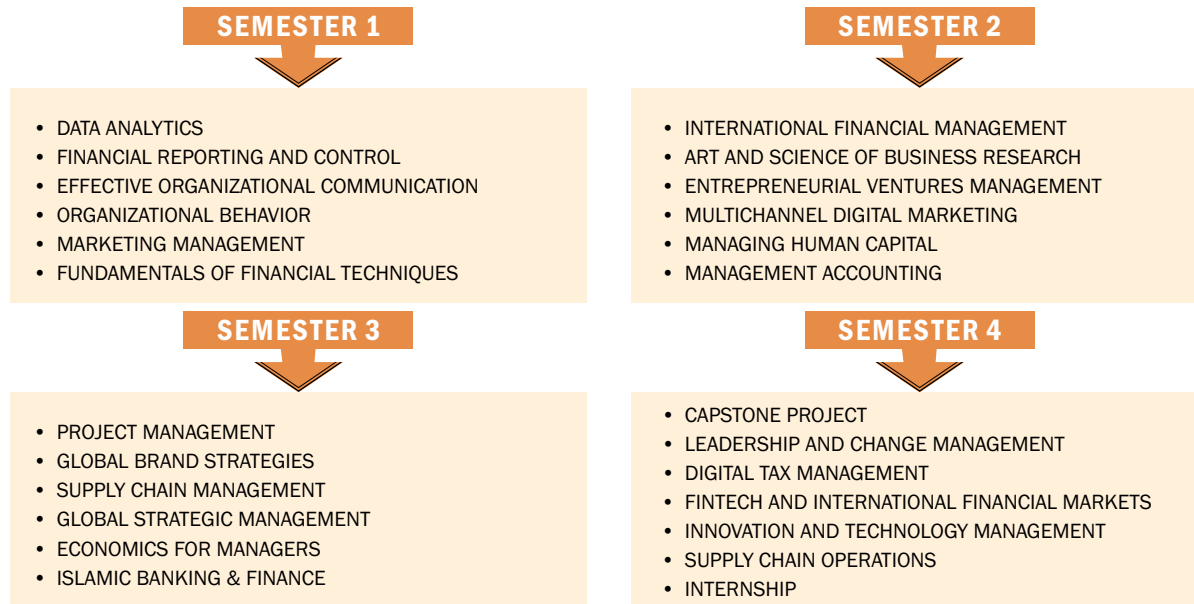 SEMESTER 1
• DATA ANALYTICS
• FINANCIAL REPORTING AND CONTROL
• EFFECTIVE ORGANIZATIONAL COMMUNICATION
• ORGANIZATIONAL BEHAVIOR
• MARKETING MANAGEMENT
• FUNDAMENTALS OF FINANCIAL TECHNIQUES
SEMESTER 2
• INTERNATIONAL FINANCIAL MANAGEMENT
• ART AND SCIENCE OF BUSINESS RESEARCH
• ENTREPRENEURIAL VENTURES MANAGEMENT
• MULTICHANNEL DIGITAL MARKETING
• MANAGING HUMAN CAPITAL
• MANAGEMENT ACCOUNTING
SEMESTER 3
• PROJECT MANAGEMENT
• GLOBAL BRAND STRATEGIES
• SUPPLY CHAIN MANAGEMENT
• GLOBAL STRATEGIC MANAGEMENT
• ECONOMICS FOR MANAGERS
• ISLAMIC BANKING & FINANCE
SEMESTER 4
• CAPSTONE PROJECT
• LEADERSHIP AND CHANGE MANAGEMENT
• DIGITAL TAX MANAGEMENT
• FINTECH AND INTERNATIONAL FINANCIAL MARKETS
• INNOVATION AND TECHNOLOGY MANAGEMENT
• SUPPLY CHAIN OPERATIONS
• INTERNSHIP